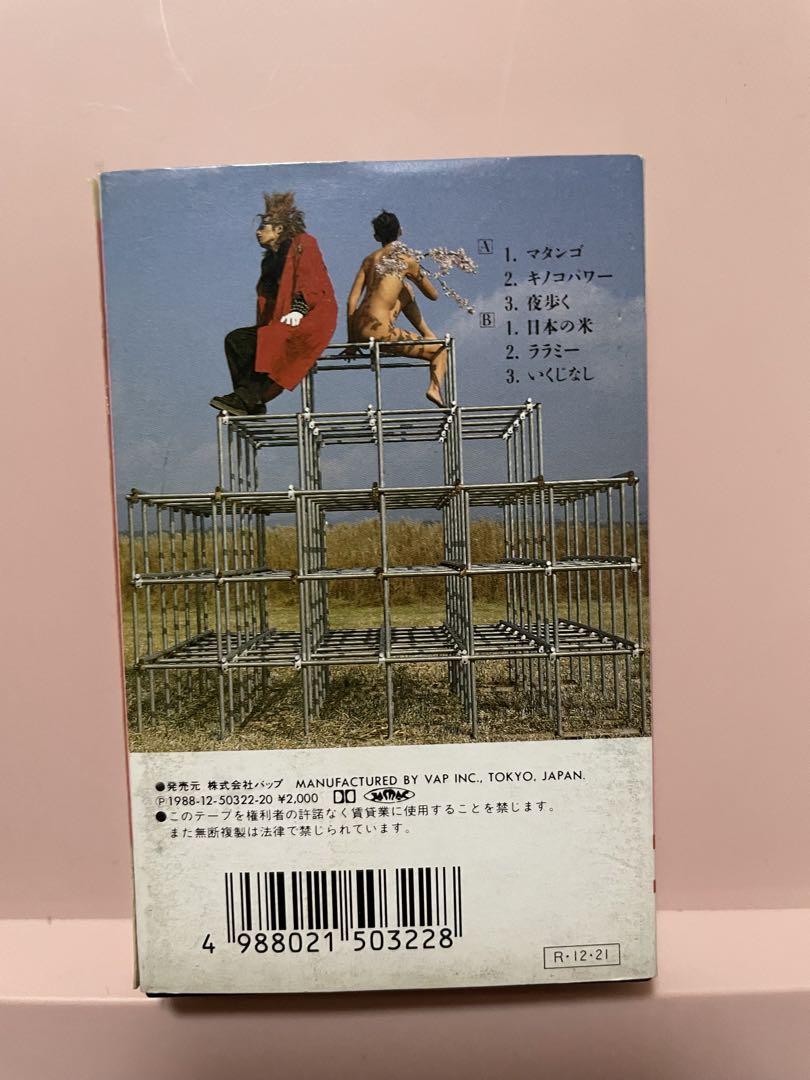 A
1. マタンゴ
2. キノコパワー
3. 夜歩く
B
1. 日本の米
2. ララミー
3. いくじなし
●発売元 株式会社バップ MANUFACTURED BY VAP INC., TOKYO, JAPAN.
Ⓟ1988-12-50322-20 ¥2,000 JASRAC
●このテープを権利者の許諾なく賃貸業に使用することを禁じます。
また無断複製は法律で禁じられています。
4 988021 503228
R・12・21